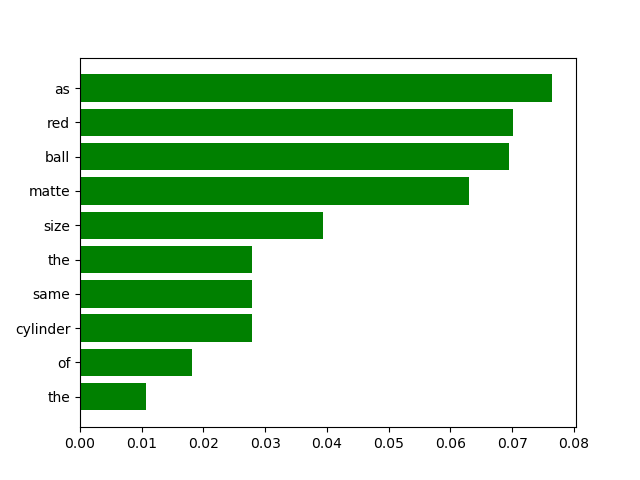 as
red
ball
matte
size
the
same
cylinder
of
the
0.00 0.01 0.02 0.03 0.04 0.05 0.06 0.07 0.08